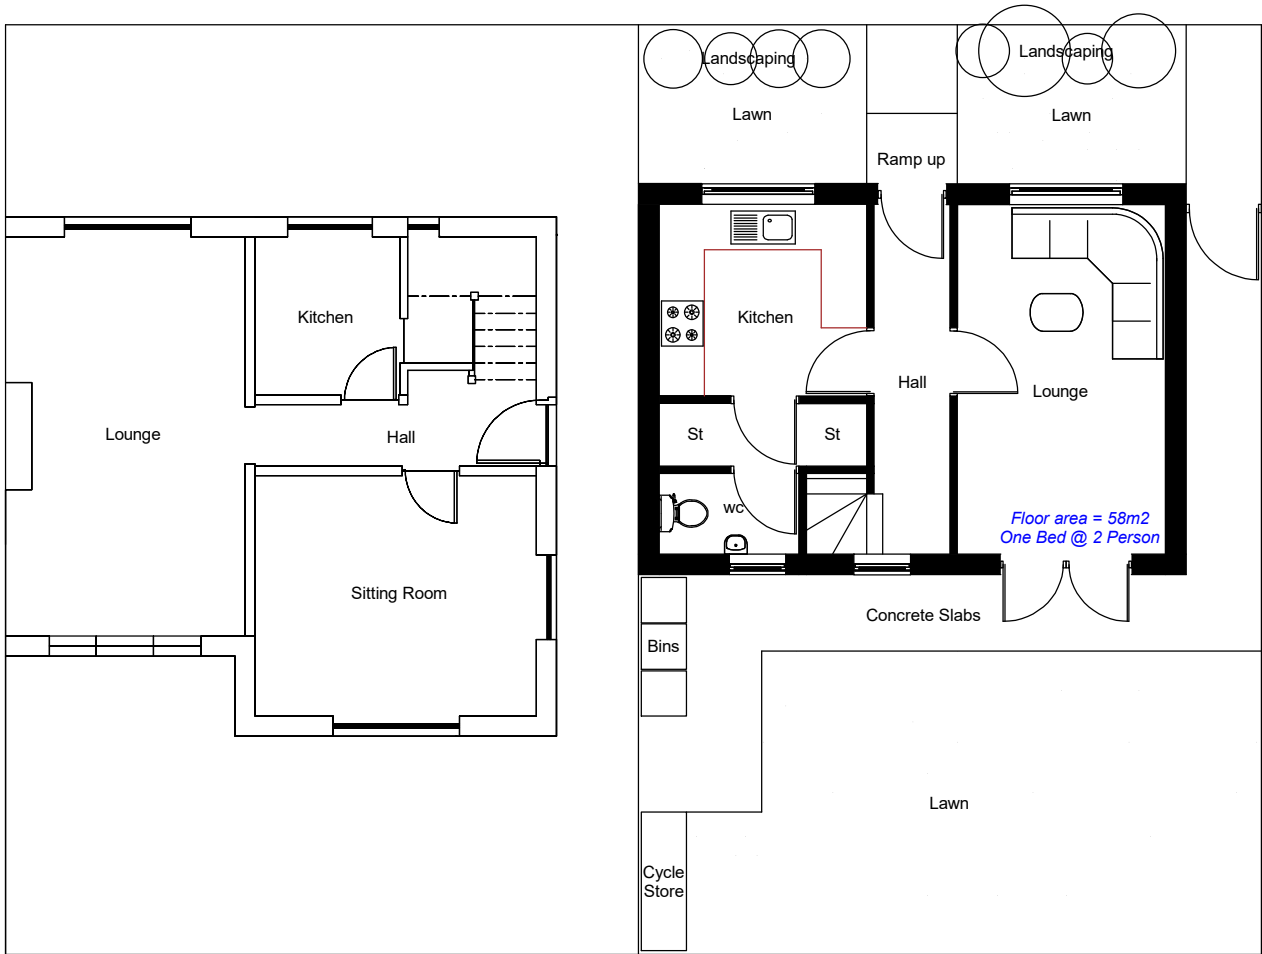 Landscaping
Landscaping
Lawn
Lawn
Ramp up
Kitchen
Kitchen
Hall
Lounge
Lounge
Hall
St
St
wc
Floor area = 58m2
One Bed @ 2 Person
Sitting Room
Concrete Slabs
Bins
Lawn
Cycle
Store